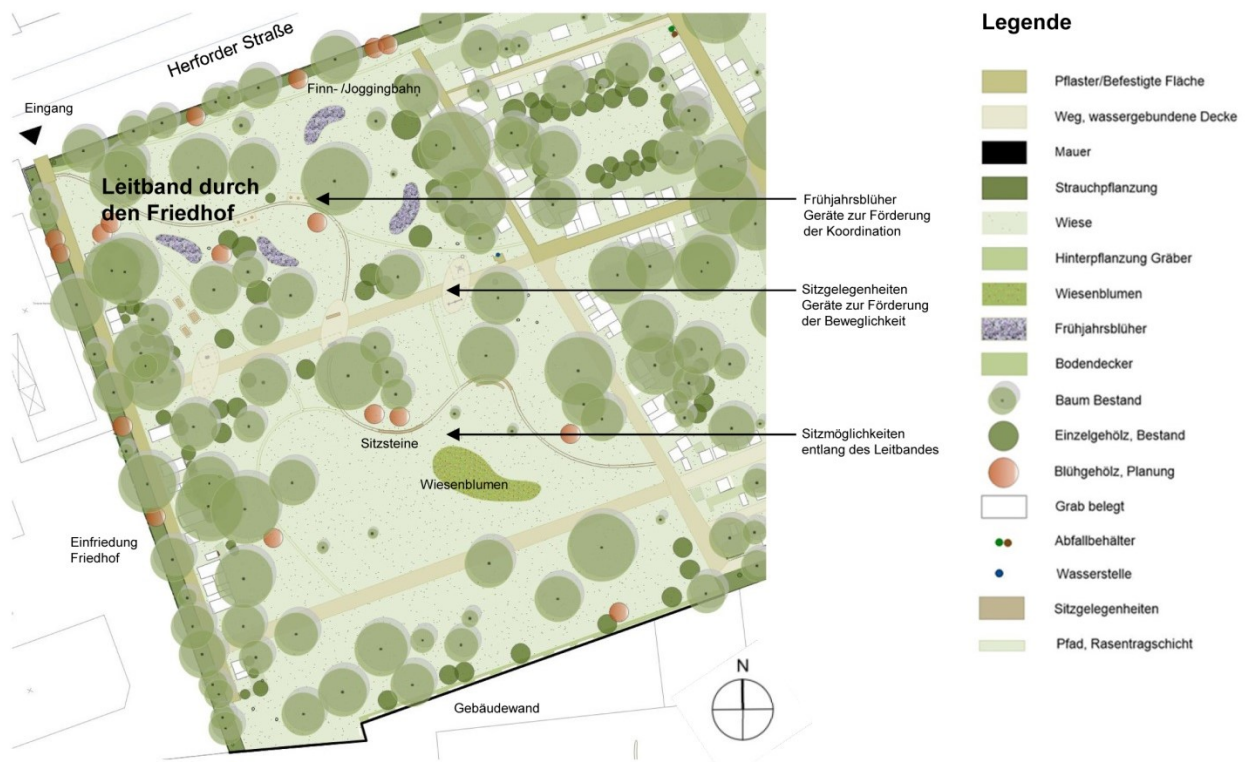 Herforder Straße
Eingang
Finn- /Joggingbahn
Leitband durch
den Friedhof
Frühjahrsblüher
Geräte zur Förderung
der Koordination
Sitzgelegenheiten
Geräte zur Förderung
der Beweglichkeit
Sitzmöglichkeiten
entlang des Leitbandes
Sitzsteine
Wiesenblumen
Einfriedung
Friedhof
Gebäudewand
N
Legende
Pflaster/Befestigte Fläche
Weg, wassergebundene Decke
Mauer
Strauchpflanzung
Wiese
Hinterpflanzung Gräber
Wiesenblumen
Frühjahrsblüher
Bodendecker
Baum Bestand
Einzelgehölz, Bestand
Blühgehölz, Planung
Grab belegt
Abfallbehälter
Wasserstelle
Sitzgelegenheiten
Pfad, Rasentragschicht